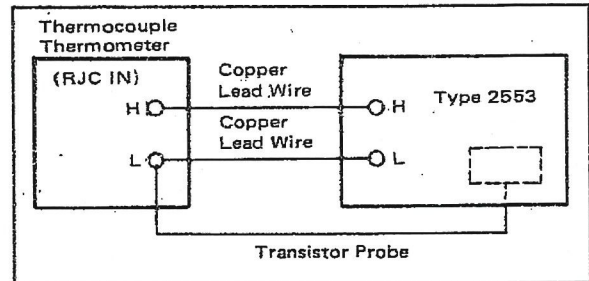 Thermocouple
Thermometer
(RJC IN)
Copper
Lead Wire
H
H
Type 2553
Copper
Lead Wire
L
L
Transistor Probe